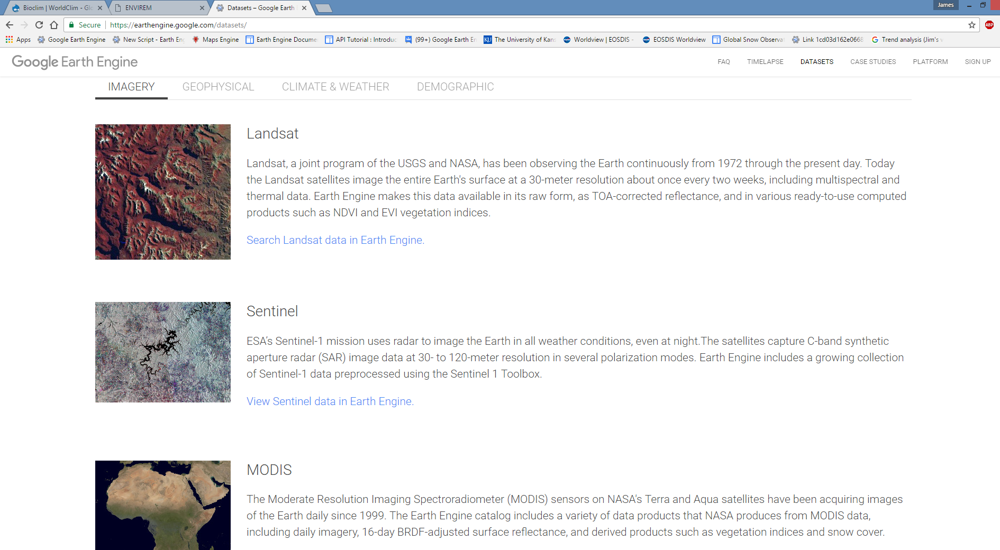 Bioclim | WorldClim - Glo
ENVIREM
Datasets – Google Earth
James
Secure
https://earthengine.google.com/datasets/
ABP
Apps
Google Earth Engine
New Script - Earth Eng
Maps Engine
Earth Engine Docume
API Tutorial : Introduc
(99+) Google Earth En
KU
The University of Kans
Worldview | EOSDIS -
EOSDIS Worldview
Global Snow Observa
Link 1cd03d162e0668
Trend analysis (Jim's v
Google Earth Engine
FAQ
TIMELAPSE
DATASETS
CASE STUDIES
PLATFORM
SIGN UP
IMAGERY
GEOPHYSICAL
CLIMATE & WEATHER
DEMOGRAPHIC
Landsat
Landsat, a joint program of the USGS and NASA, has been observing the Earth continuously from 1972 through the present day. Today
the Landsat satellites image the entire Earth's surface at a 30-meter resolution about once every two weeks, including multispectral and
thermal data. Earth Engine makes this data available in its raw form, as TOA-corrected reflectance, and in various ready-to-use computed
products such as NDVI and EVI vegetation indices.
Search Landsat data in Earth Engine.
Sentinel
ESA’s Sentinel-1 mission uses radar to image the Earth in all weather conditions, even at night.The satellites capture C-band synthetic
aperture radar (SAR) image data at 30- to 120-meter resolution in several polarization modes. Earth Engine includes a growing collection
of Sentinel-1 data preprocessed using the Sentinel 1 Toolbox.
View Sentinel data in Earth Engine.
MODIS
The Moderate Resolution Imaging Spectroradiometer (MODIS) sensors on NASA's Terra and Aqua satellites have been acquiring images
of the Earth daily since 1999. The Earth Engine catalog includes a variety of data products that NASA produces from MODIS data,
including daily imagery, 16-day BRDF-adjusted surface reflectance, and derived products such as vegetation indices and snow cover.